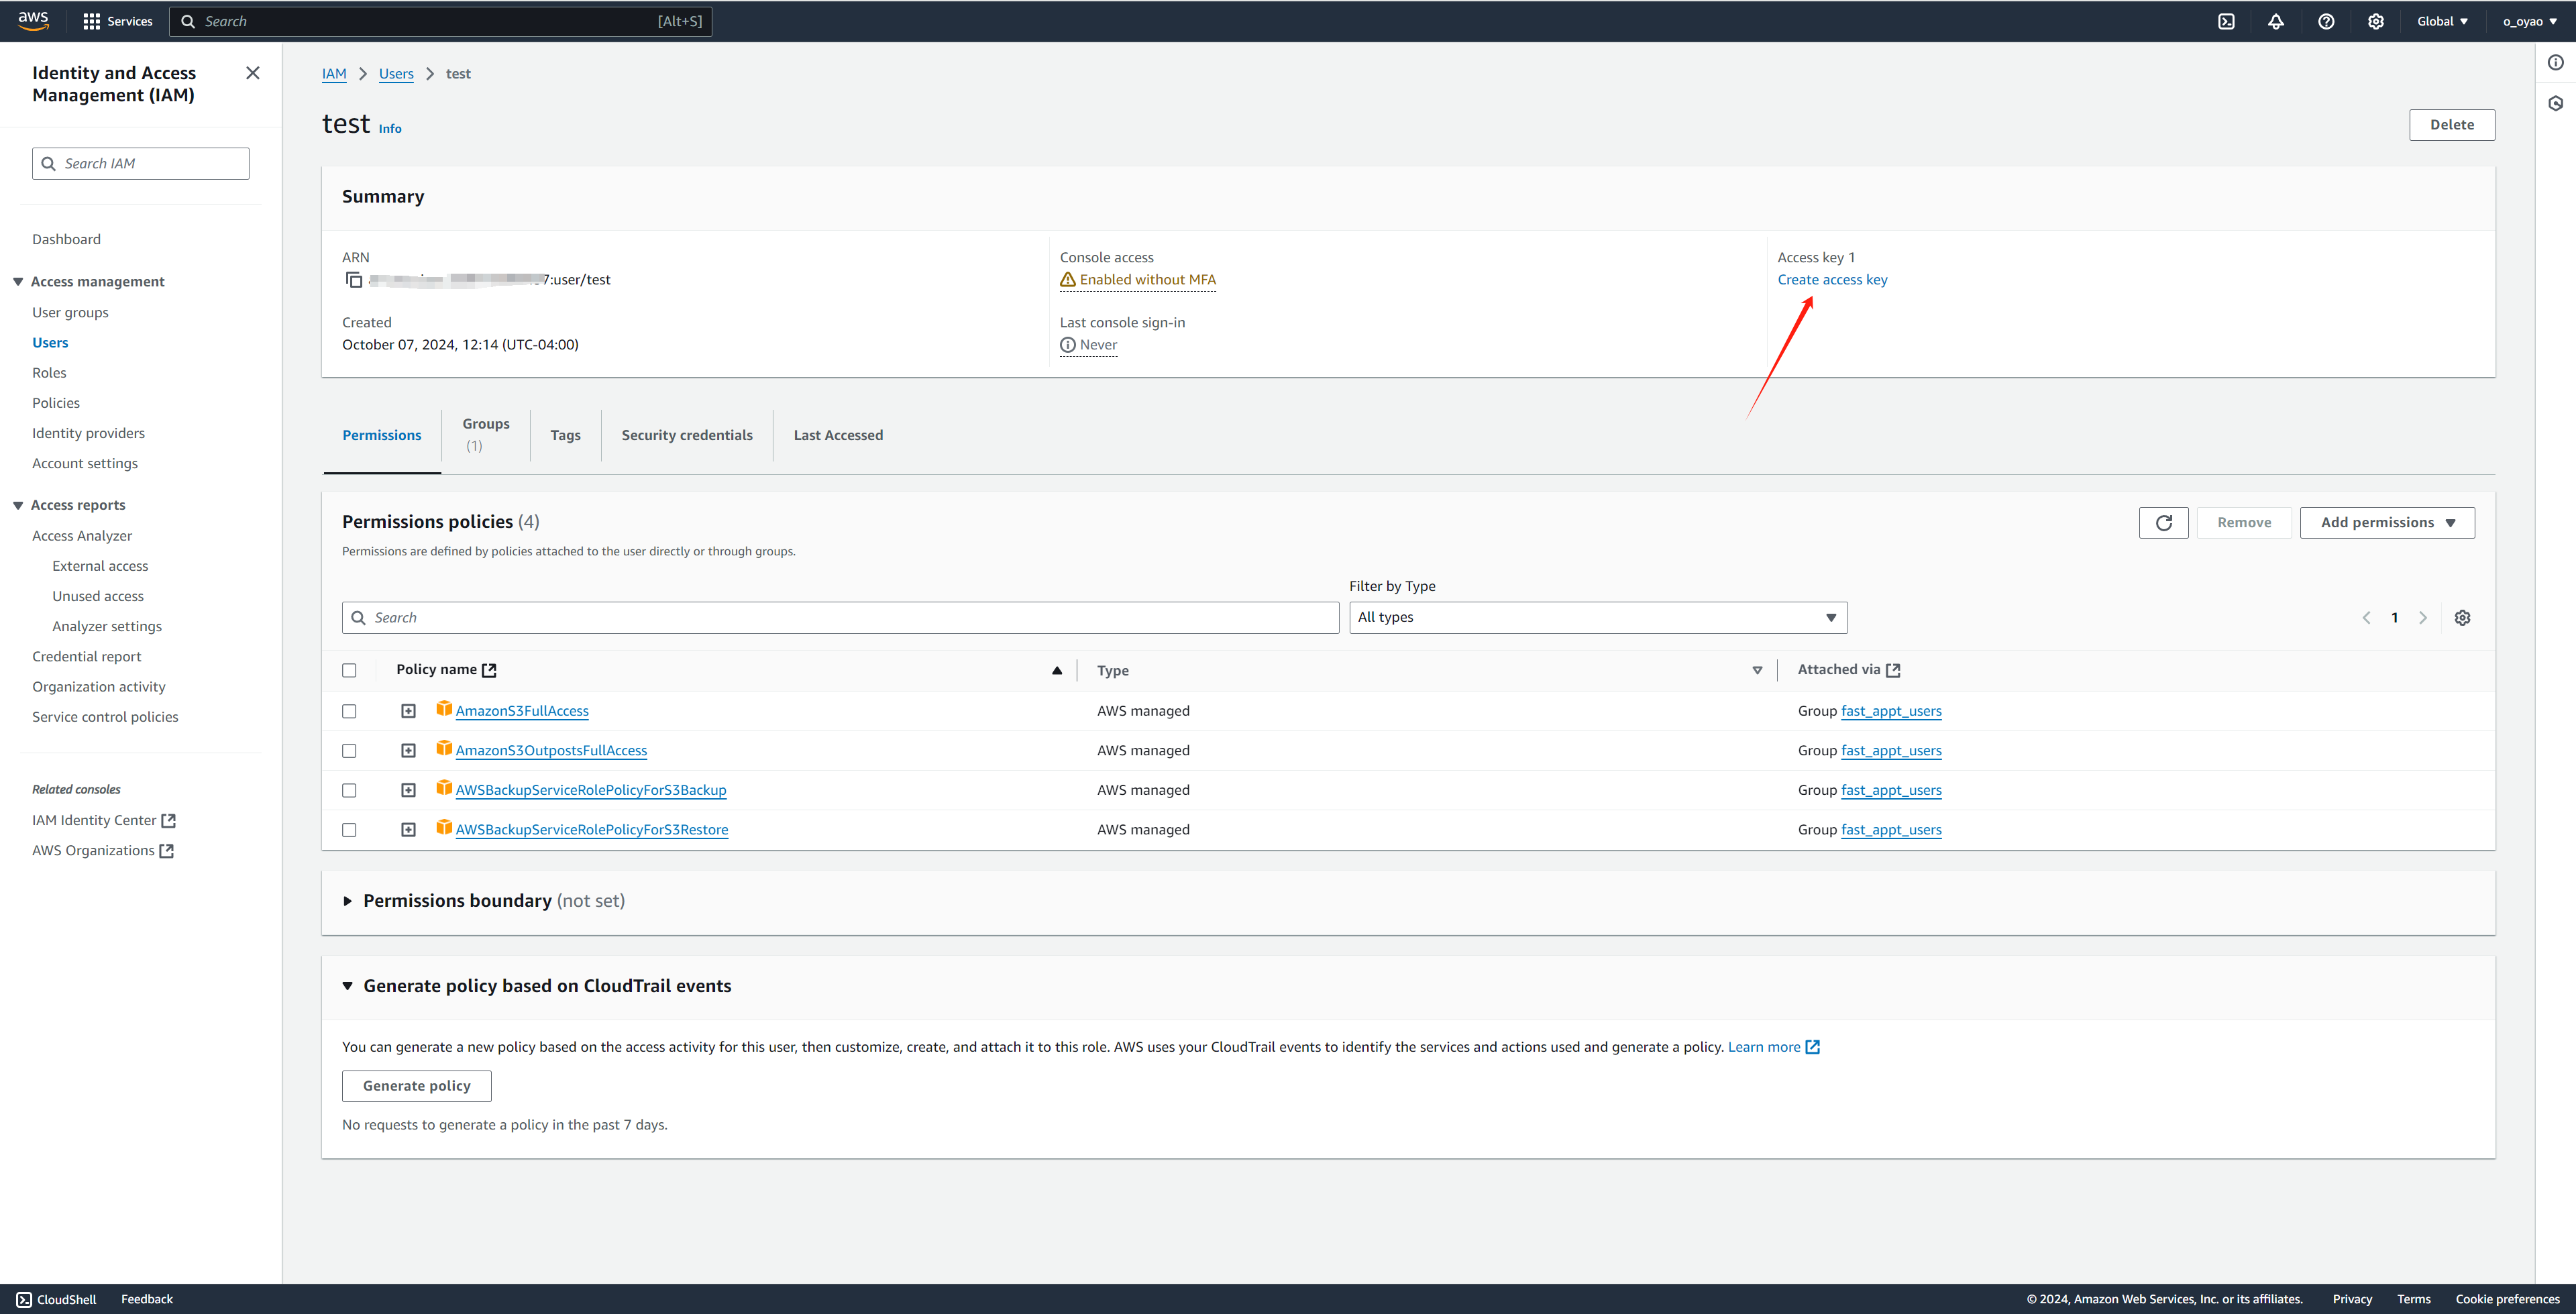 aws
Services
Search
[Alt+S]
Global
o_oyao
Identity and Access
Management (IAM)
Search IAM
Dashboard
Access management
User groups
Users
Roles
Policies
Identity providers
Account settings
Access reports
Access Analyzer
External access
Unused access
Analyzer settings
Credential report
Organization activity
Service control policies
Related consoles
IAM Identity Center
AWS Organizations
IAM > Users > test
test Info
Delete
Summary
ARN
7:user/test
Created
October 07, 2024, 12:14 (UTC-04:00)
Console access
Enabled without MFA
Last console sign-in
Never
Access key 1
Create access key
Permissions
Groups
(1)
Tags
Security credentials
Last Accessed
Permissions policies (4)
Permissions are defined by policies attached to the user directly or through groups.
Remove
Add permissions
Filter by Type
Search
All types
1
Policy name
Type
Attached via
AmazonS3FullAccess
AWS managed
Group fast_appt_users
AmazonS3OutpostsFullAccess
AWS managed
Group fast_appt_users
AWSBackupServiceRolePolicyForS3Backup
AWS managed
Group fast_appt_users
AWSBackupServiceRolePolicyForS3Restore
AWS managed
Group fast_appt_users
Permissions boundary (not set)
Generate policy based on CloudTrail events
You can generate a new policy based on the access activity for this user, then customize, create, and attach it to this role. AWS uses your CloudTrail events to identify the services and actions used and generate a policy. Learn more
Generate policy
No requests to generate a policy in the past 7 days.
CloudShell
Feedback
© 2024, Amazon Web Services, Inc. or its affiliates.
Privacy
Terms
Cookie preferences